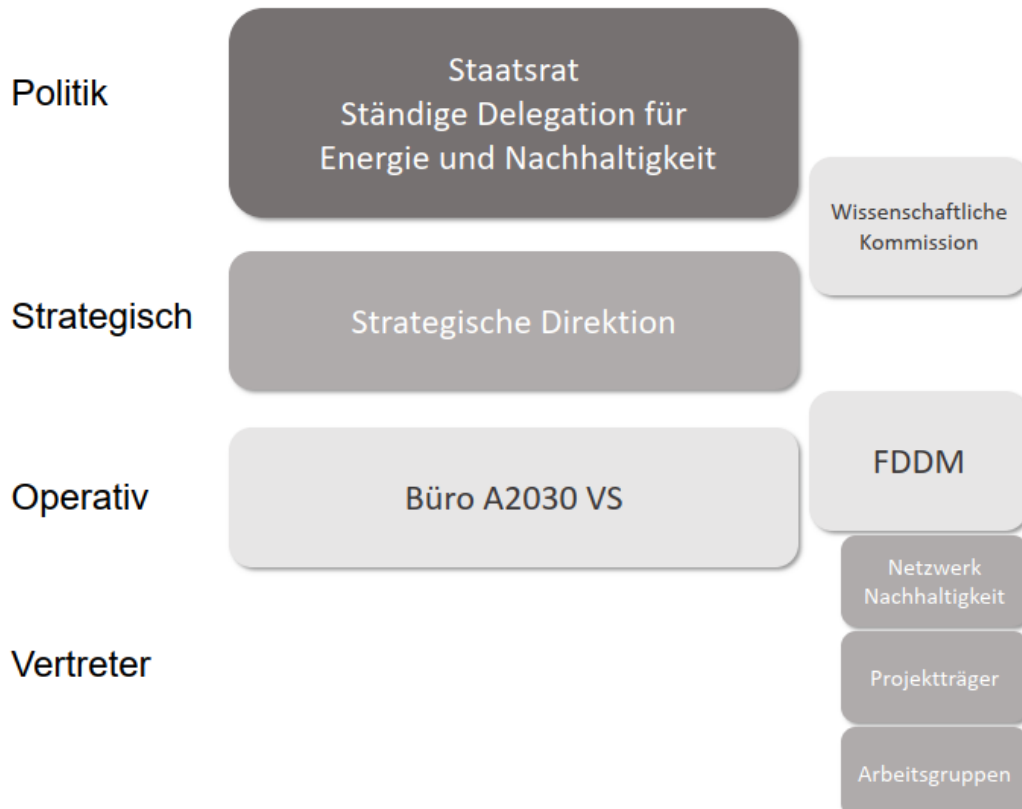 Politik
Staatsrat
Ständige Delegation für
Energie und Nachhaltigkeit
Wissenschaftliche
Kommission
Strategisch
Strategische Direktion
Operativ
Büro A2030 VS
FDDM
Netzwerk
Nachhaltigkeit
Vertreter
Projektträger
Arbeitsgruppen